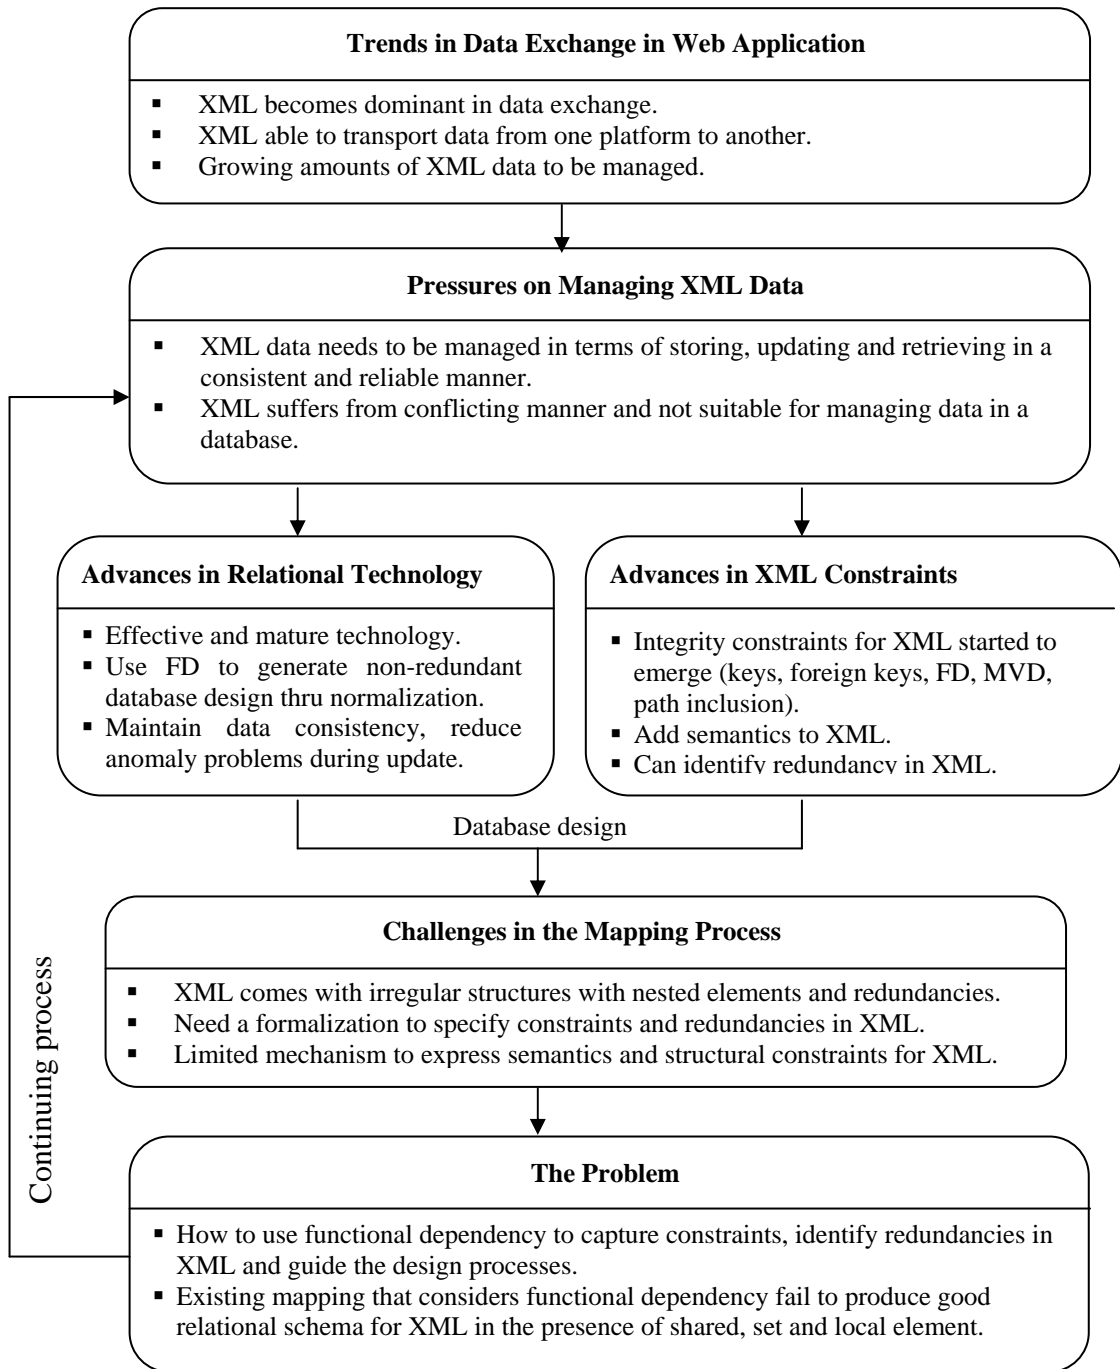 Trends in Data Exchange in Web Application
▪ XML becomes dominant in data exchange.
▪ XML able to transport data from one platform to another.
▪ Growing amounts of XML data to be managed.
Pressures on Managing XML Data
▪ XML data needs to be managed in terms of storing, updating and retrieving in a
consistent and reliable manner.
▪ XML suffers from conflicting manner and not suitable for managing data in a
database.
Advances in Relational Technology
▪ Effective and mature technology.
▪ Use FD to generate non-redundant
database design thru normalization.
▪ Maintain data consistency, reduce
anomaly problems during update.
Advances in XML Constraints
▪ Integrity constraints for XML started to
emerge (keys, foreign keys, FD, MVD,
path inclusion).
▪ Add semantics to XML.
▪ Can identify redundancy in XML.
Database design
Challenges in the Mapping Process
▪ XML comes with irregular structures with nested elements and redundancies.
▪ Need a formalization to specify constraints and redundancies in XML.
▪ Limited mechanism to express semantics and structural constraints for XML.
Continuing process
The Problem
▪ How to use functional dependency to capture constraints, identify redundancies in
XML and guide the design processes.
▪ Existing mapping that considers functional dependency fail to produce good
relational schema for XML in the presence of shared, set and local element.